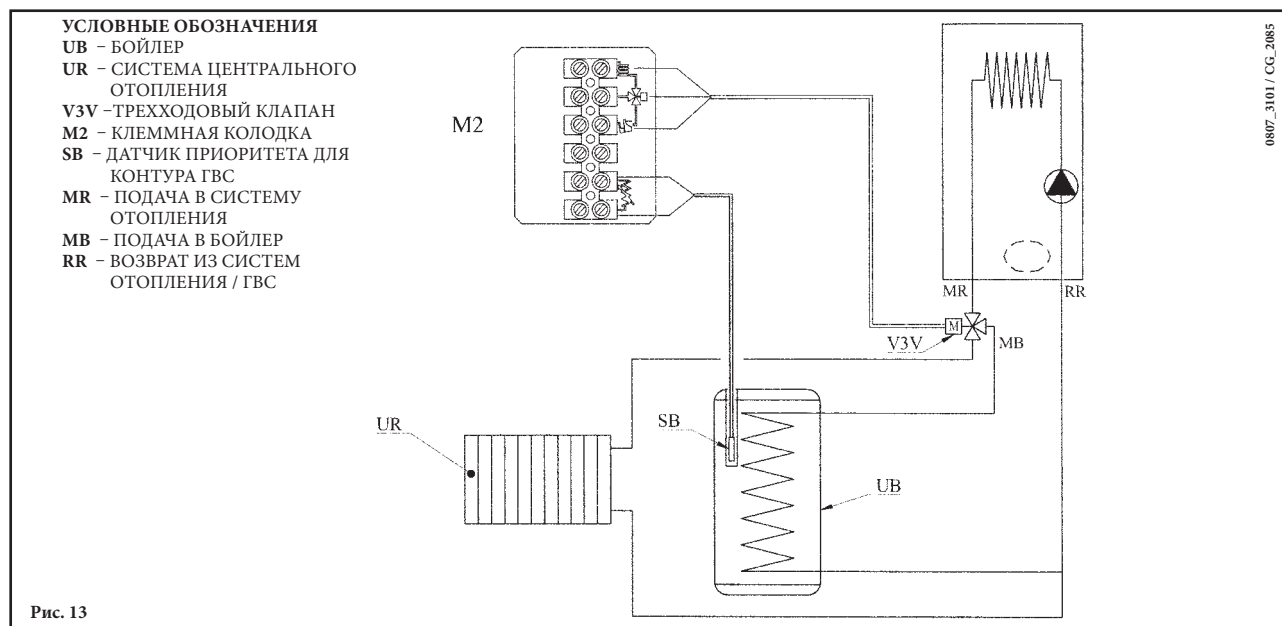 УСЛОВНЫЕ ОБОЗНАЧЕНИЯ
UB – БОЙЛЕР
UR – СИСТЕМА ЦЕНТРАЛЬНОГО
ОТОПЛЕНИЯ
V3V –ТРЕХХОДОВЫЙ КЛАПАН
M2 – КЛЕММНАЯ КОЛОДКА
SB – ДАТЧИК ПРИОРИТЕТА ДЛЯ
КОНТУРА ГВС
MR – ПОДАЧА В СИСТЕМУ
ОТОПЛЕНИЯ
MB – ПОДАЧА В БОЙЛЕР
RR – ВОЗВРАТ ИЗ СИСТЕМ
ОТОПЛЕНИЯ / ГВС
M2
0807_3101 / CG_2085
MR
RR
M
V3V
MB
UR
SB
UB
Рис. 13